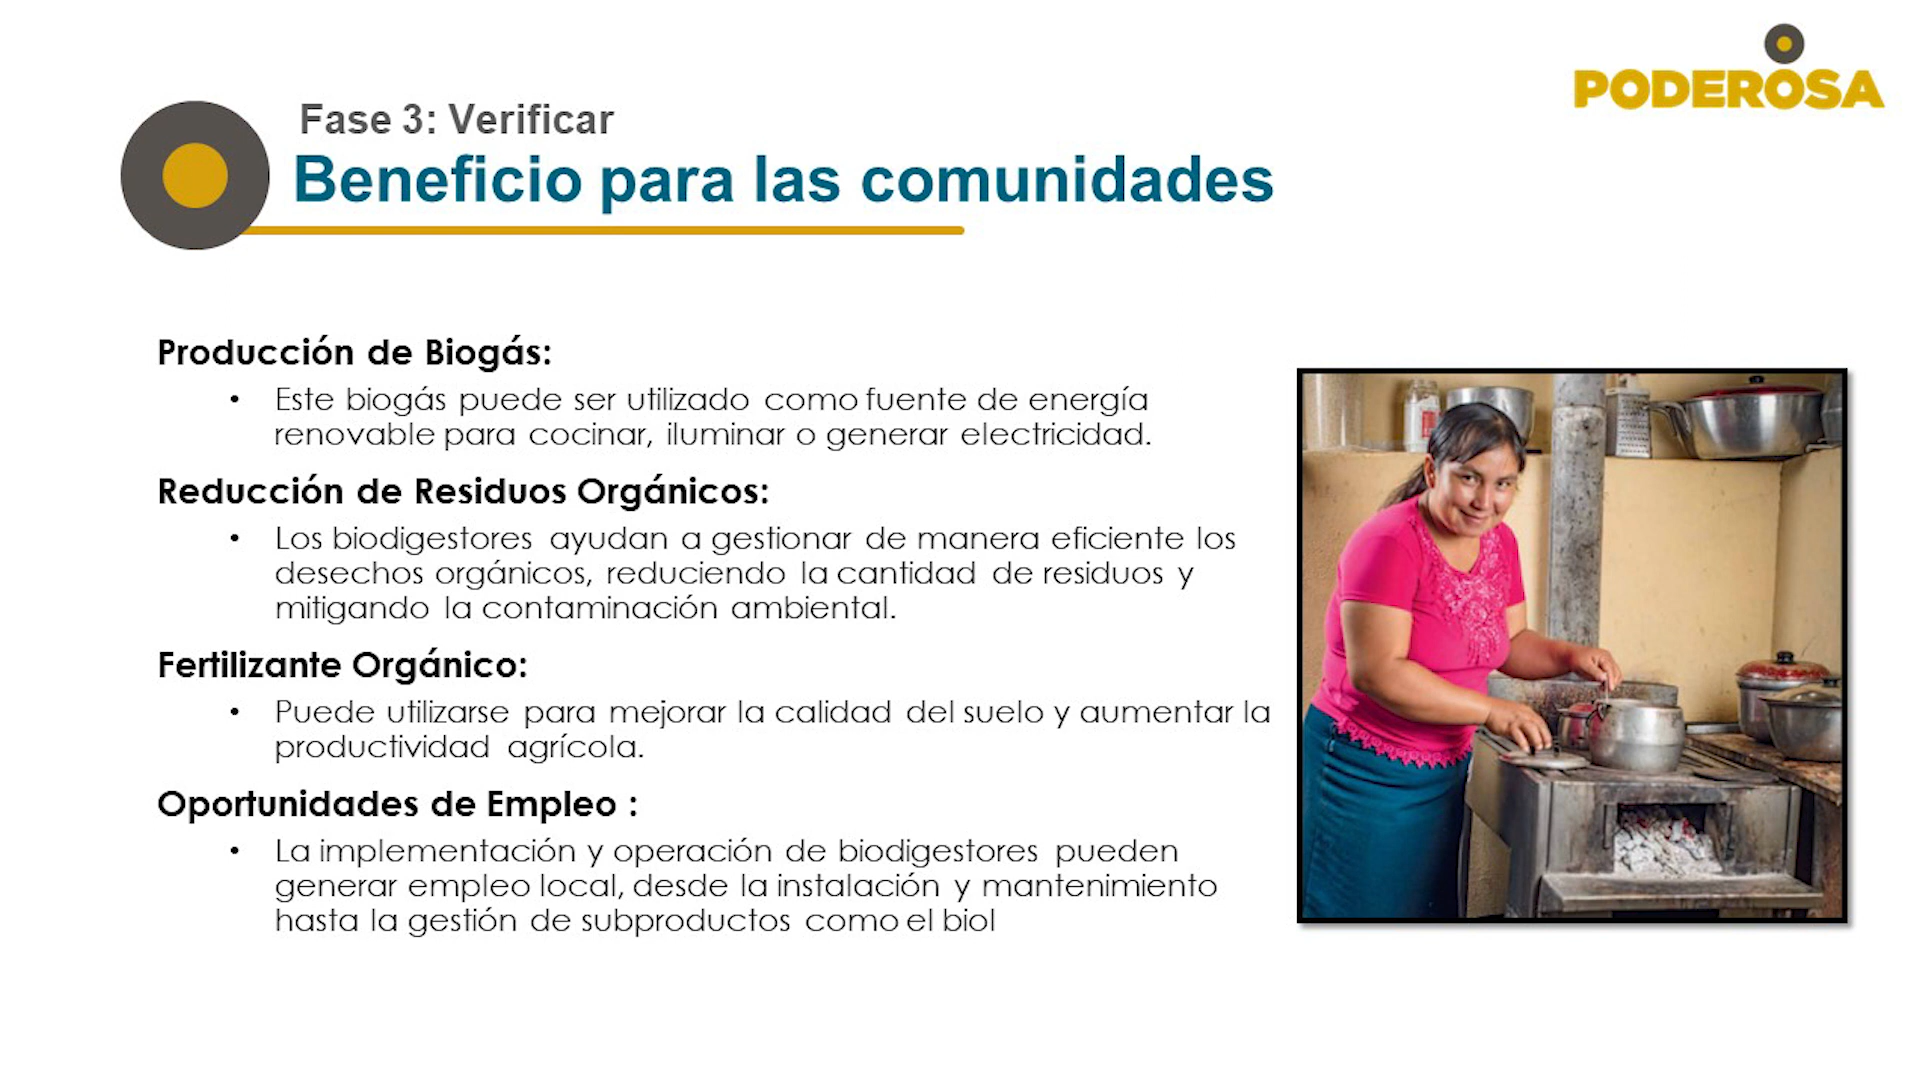 PODEROSA
Fase 3: Verificar
Beneficio para las comunidades
Producción de Biogás:
• Este biogás puede ser utilizado como fuente de energía
renovable para cocinar, iluminar o generar electricidad.
Reducción de Residuos Orgánicos:
• Los biodigestores ayudan a gestionar de manera eficiente los
desechos orgánicos, reduciendo la cantidad de residuos y
mitigando la contaminación ambiental.
Fertilizante Orgánico:
• Puede utilizarse para mejorar la calidad del suelo y aumentar la
productividad agrícola.
Oportunidades de Empleo :
• La implementación y operación de biodigestores pueden
generar empleo local, desde la instalación y mantenimiento
hasta la gestión de subproductos como el biol